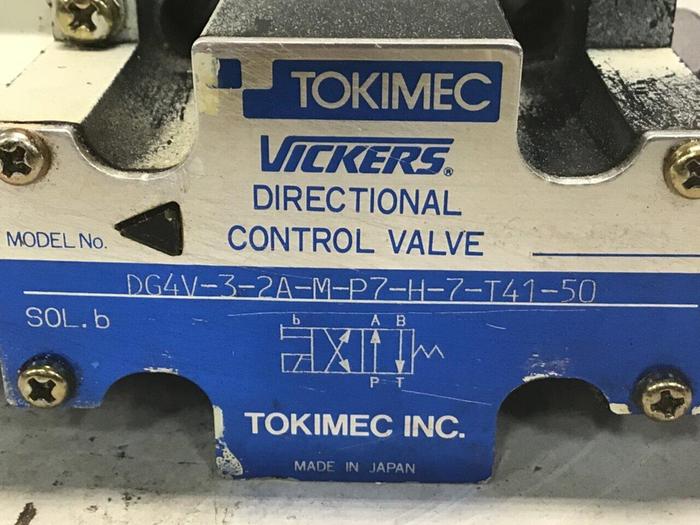 TOKIMEC
VICKERS®
DIRECTIONAL
CONTROL VALVE
MODEL No.
DG4V-3-2A-M-P7-H-7-T41-50
SOL.b
b A B
P T
TOKIMEC INC.
MADE IN JAPAN